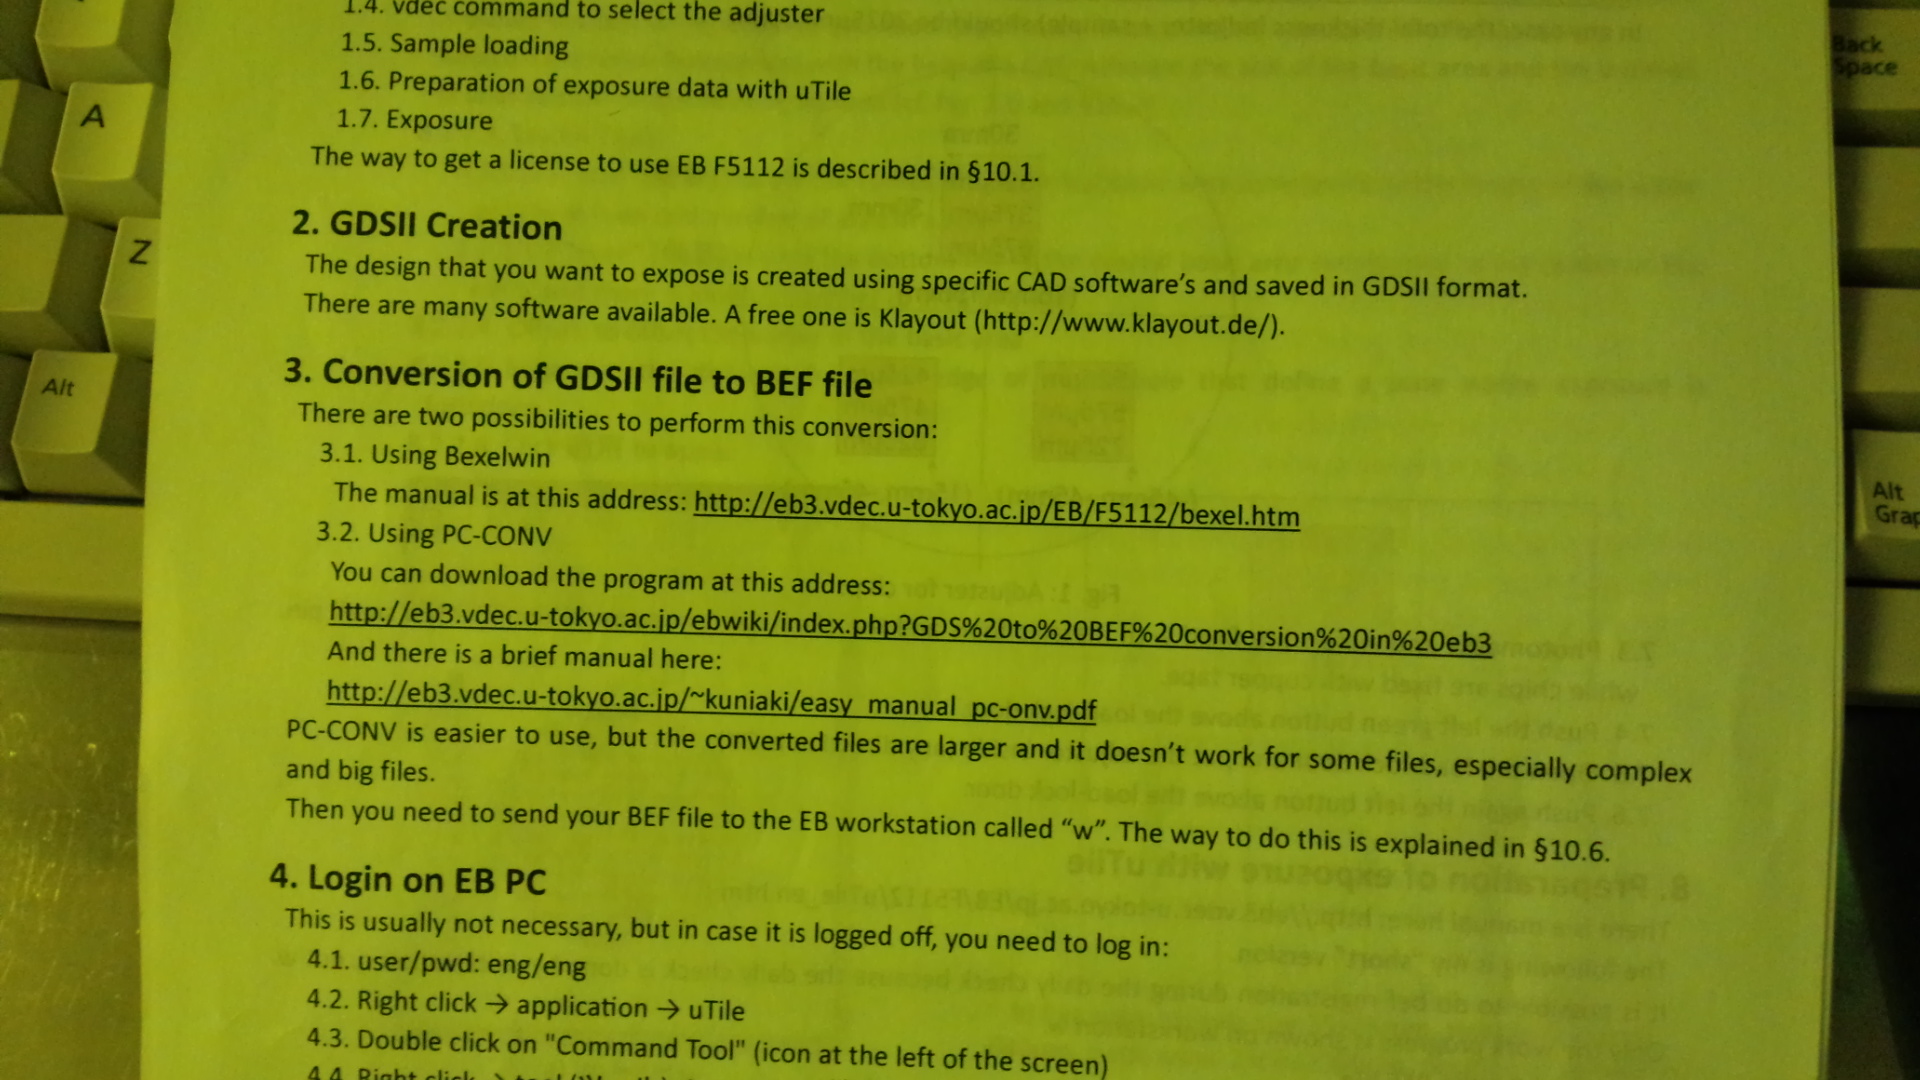 1.4. vdec command to select the adjuster
1.5. Sample loading
1.6. Preparation of exposure data with uTile
1.7. Exposure
The way to get a license to use EB F5112 is described in §10.1.
2. GDSII Creation
The design that you want to expose is created using specific CAD software's and saved in GDSII format.
There are many software available. A free one is Klayout (http://www.klayout.de/).
3. Conversion of GDSII file to BEF file
There are two possibilities to perform this conversion:
3.1. Using Bexelwin
The manual is at this address: http://eb3.vdec.u-tokyo.ac.jp/EB/F5112/bexel.htm
3.2. Using PC-CONV
You can download the program at this address:
http://eb3.vdec.u-tokyo.ac.jp/ebwiki/index.php?GDS%20to%20BEF%20conversion%20in%20eb3
And there is a brief manual here:
http://eb3.vdec.u-tokyo.ac.jp/~kuniaki/easy_manual_pc-onv.pdf
PC-CONV is easier to use, but the converted files are larger and it doesn't work for some files, especially complex
and big files.
Then you need to send your BEF file to the EB workstation called “w”. The way to do this is explained in §10.6.
4. Login on EB PC
This is usually not necessary, but in case it is logged off, you need to log in:
4.1. user/pwd: eng/eng
4.2. Right click → application → uTile
4.3. Double click on "Command Tool" (icon at the left of the screen)
4.4. Right click →
A
Z
Alt
Back
Space
Alt